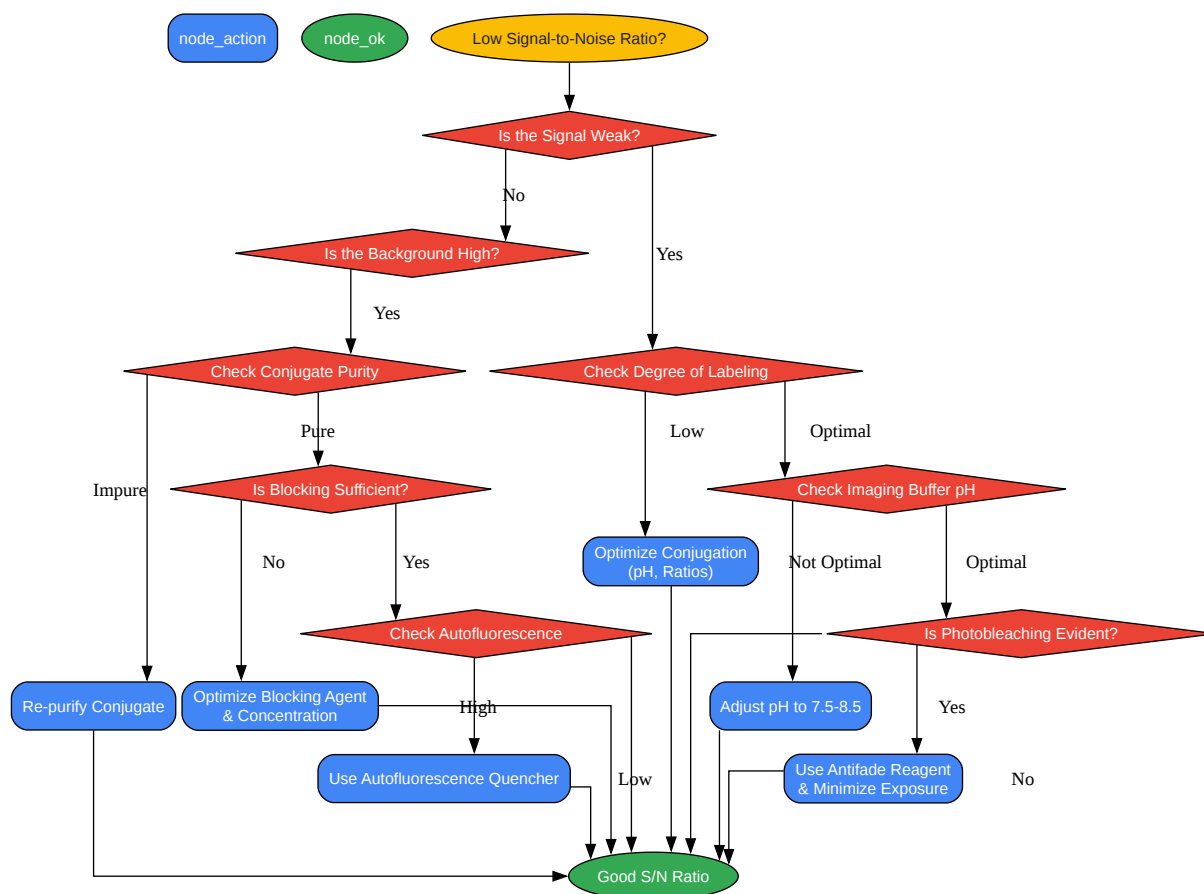 node_action
node_ok
Low Signal-to-Noise Ratio?
Is the Signal Weak?
No
Is the Background High?
Yes
Yes
Check Conjugate Purity
Check Degree of Labeling
Pure
Low
Optimal
Impure
Is Blocking Sufficient?
Check Imaging Buffer pH
No
Yes
Optimize Conjugation
(pH, Ratios)
Not Optimal
Optimal
Check Autofluorescence
Is Photobleaching Evident?
Re-purify Conjugate
Optimize Blocking Agent
& Concentration
High
Adjust pH to 7.5-8.5
Yes
Use Autofluorescence Quencher
Low
Use Antifade Reagent
& Minimize Exposure
No
Good S/N Ratio